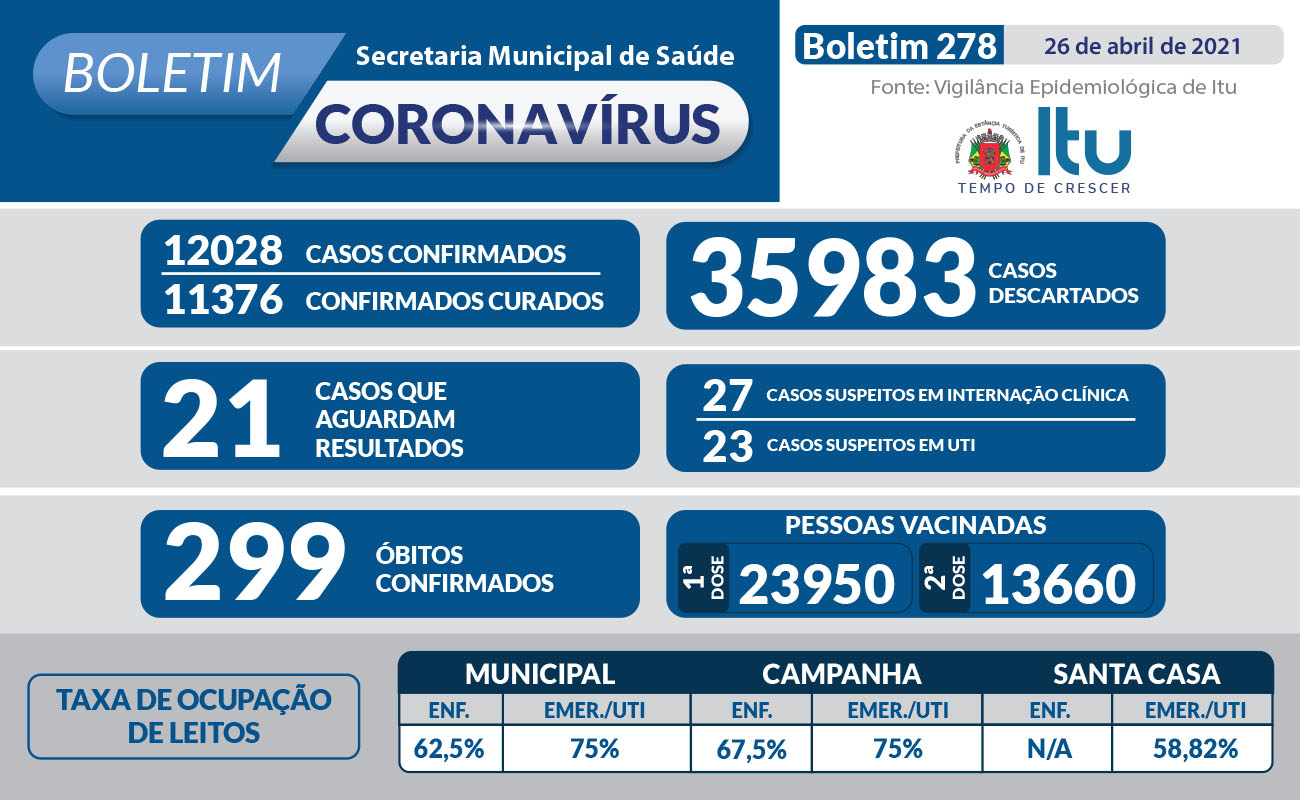 BOLETIM
Secretaria Municipal de Saúde
CORONAVÍRUS
Boletim 278
26 de abril de 2021
Fonte: Vigilância Epidemiológica de Itu
PREFEITURA DA ESTÂNCIA TURÍSTICA DE ITU
Itu
TEMPO DE CRESCER
12028 CASOS CONFIRMADOS
11376 CONFIRMADOS CURADOS
35983 CASOS
DESCARTADOS
21 CASOS QUE
AGUARDAM
RESULTADOS
27 CASOS SUSPEITOS EM INTERNAÇÃO CLÍNICA
23 CASOS SUSPEITOS EM UTI
299 ÓBITOS
CONFIRMADOS
PESSOAS VACINADAS
1ª DOSE 23950 2ª DOSE 13660
TAXA DE OCUPAÇÃO
DE LEITOS
MUNICIPAL CAMPANHA SANTA CASA
ENF. EMER./UTI ENF. EMER./UTI ENF. EMER./UTI
62,5% 75% 67,5% 75% N/A 58,82%